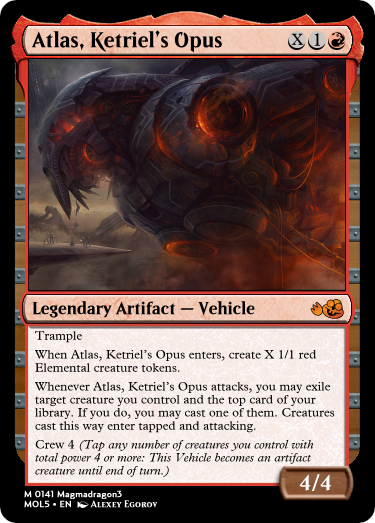 Atlas, Ketriel's Opus X 1
Legendary Artifact — Vehicle
Trample
When Atlas, Ketriel's Opus enters, create X 1/1 red
Elemental creature tokens.
Whenever Atlas, Ketriel's Opus attacks, you may exile
target creature you control and the top card of your
library. If you do, you may cast one of them. Creatures
cast this way enter tapped and attacking.
Crew 4 (Tap any number of creatures you control with
total power 4 or more: This Vehicle becomes an artifact
creature until end of turn.)
4/4
M 0141 Magmadragon3
MOL5 • EN Alexey Egorov